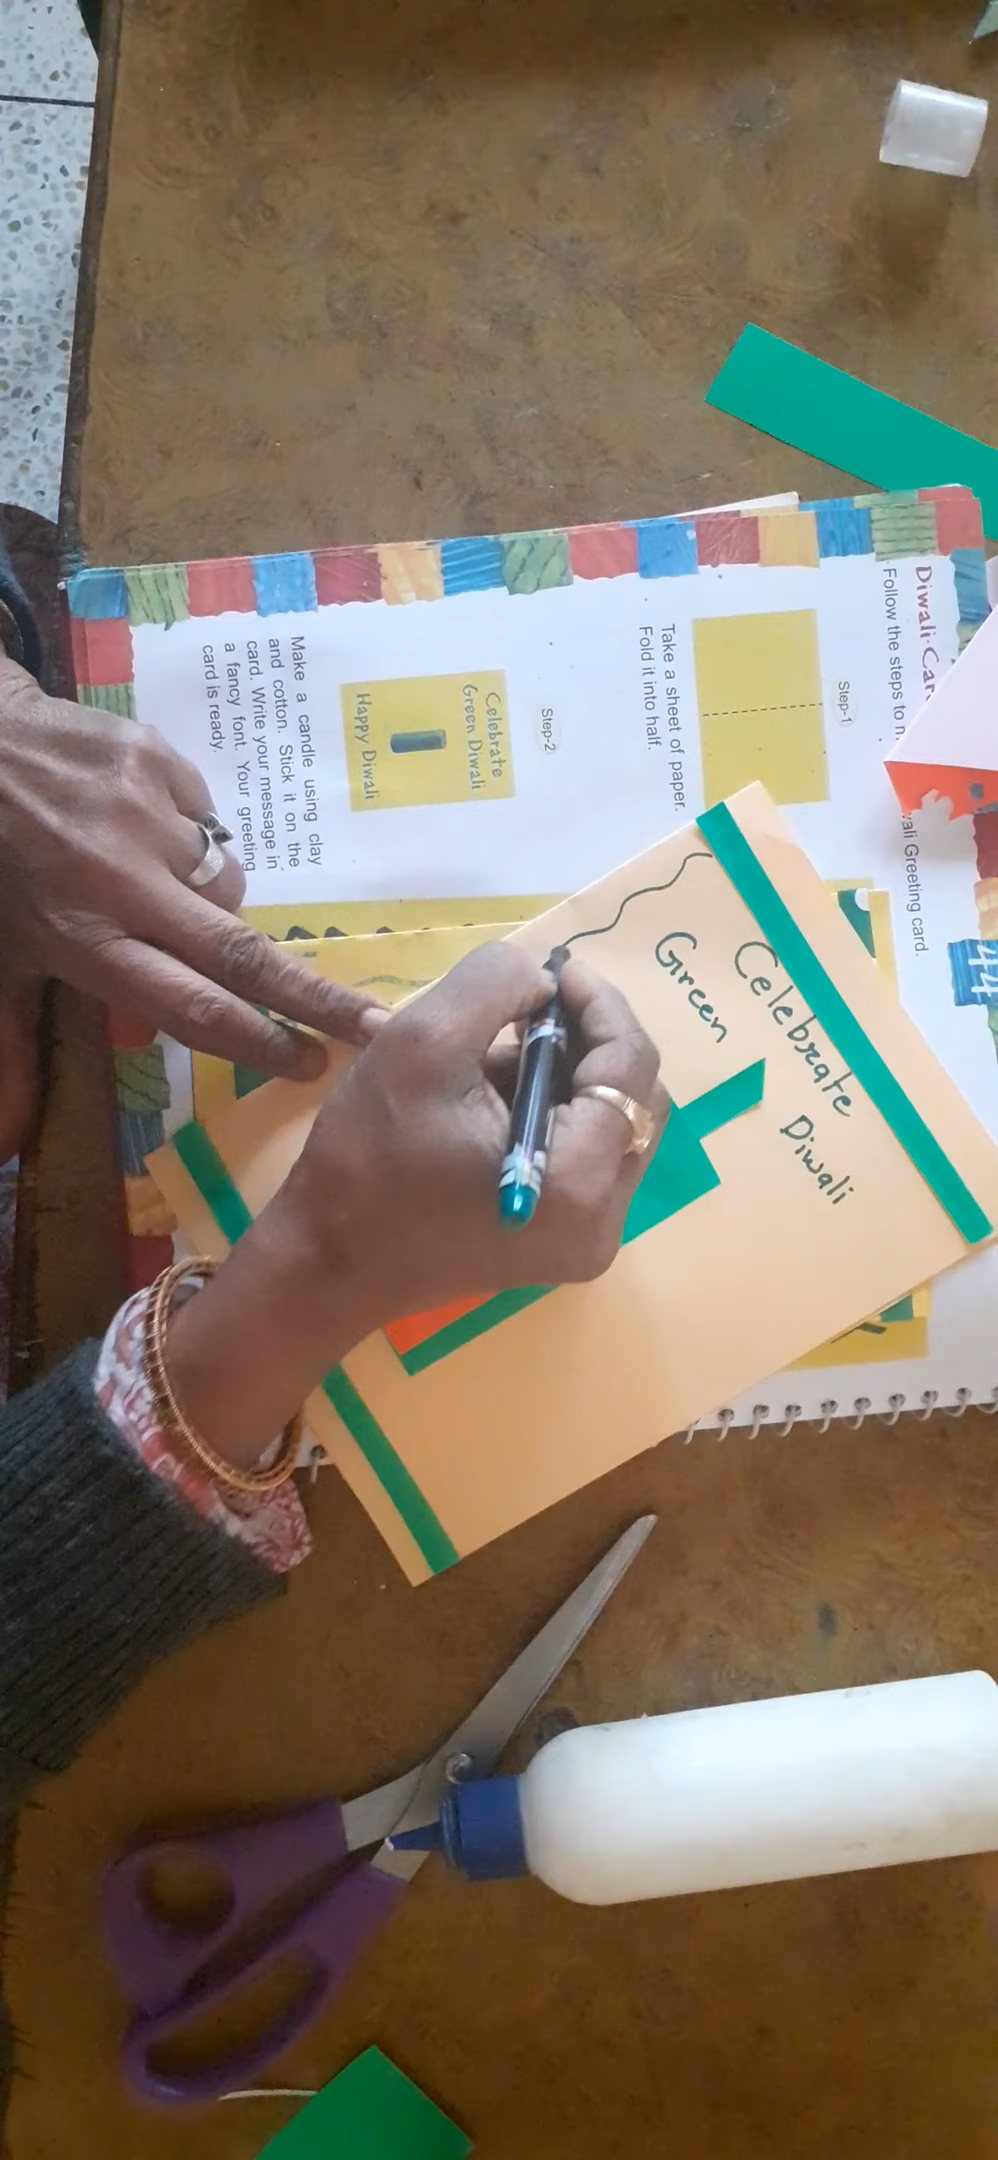 Diwali Car
Follow the steps to
ali Greeting card.
44
Step-1
Take a sheet of paper.
Fold it into half.
Step-2
Celebrate
Green Diwali
Happy Diwali
Make a candle using clay
and cotton. Stick it on the
card. Write your message in
a fancy font. Your greeting
card is ready.
Celebrate
Green Diwali